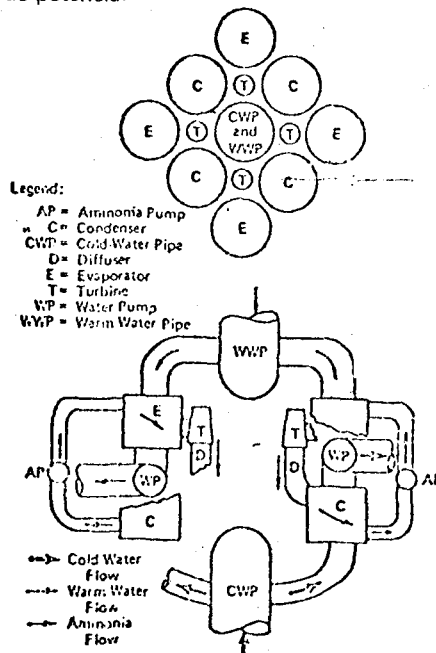 E
C
C
T
E
T
CWP
and
WWP
T
E
C
T
C
E
Legend:
AP = Ammonia Pump
C = Condenser
CWP = Cold-Water Pipe
D = Diffuser
E = Evaporator
T = Turbine
WP = Water Pump
WWP = Warm Water Pipe
WWP
E
T
T
D
D
WP
WP
AP
AP
C
C
CWP
Cold Water
Flow
Warm Water
Flow
Ammonia
Flow